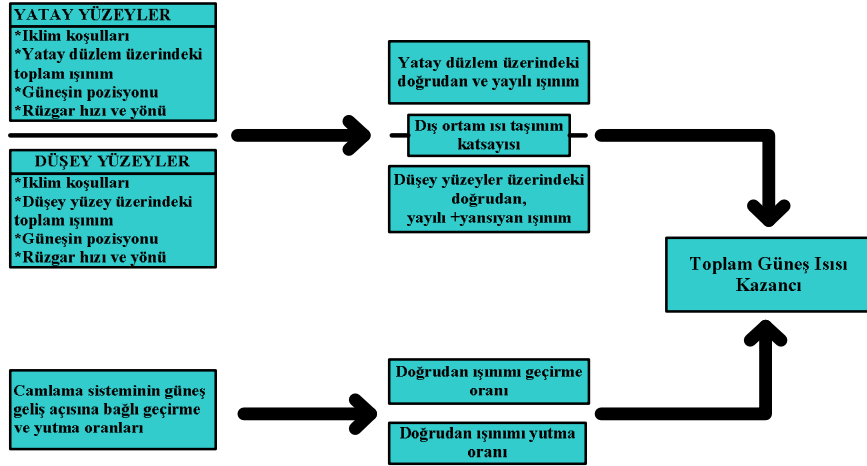 YATAY YÜZEYLER
*Iklim koşulları
*Yatay düzlem üzerindeki
toplam ışınım
*Güneşin pozisyonu
*Rüzgar hızı ve yönü
DÜŞEY YÜZEYLER
*Iklim koşulları
*Düşey yüzey üzerindeki
toplam ışınım
*Güneşin pozisyonu
*Rüzgar hızı ve yönü
Yatay düzlem üzerindeki
doğrudan ve yayılı ışınım
Dış ortam ısı taşınım
katsayısı
Düşey yüzeyler üzerindeki
doğrudan,
yayılı +yansıyan ışınım
Toplam Güneş Isısı
Kazancı
Camlama sisteminin güneş
geliş açısına bağlı geçirme
ve yutma oranları
Doğrudan ışınımı geçirme
oranı
Doğrudan ışınımı yutma
oranı